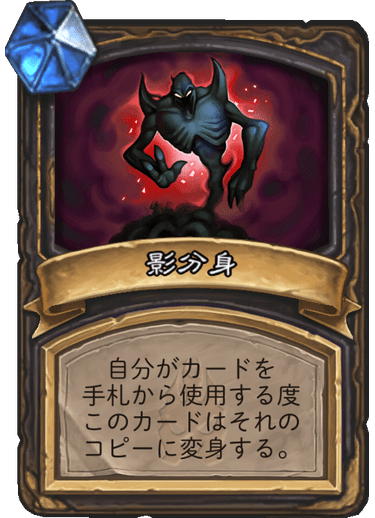 影分身
自分がカードを
手札から使用する度
このカードはそれの
コピーに変身する。